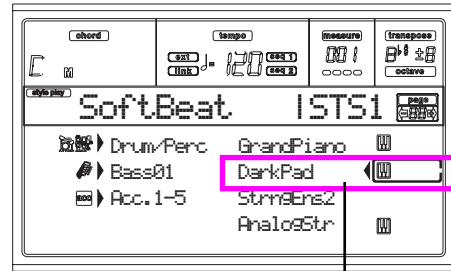 chord tempo measure transpose
C M ext link ♩= 120 seq 1 seq 2 001 octave
style play SoftBeat STS1 page
Drum/Perc GrandPiano
Bass01 DarkPad
Acc.1-5 StrngEns2
AnalogStr